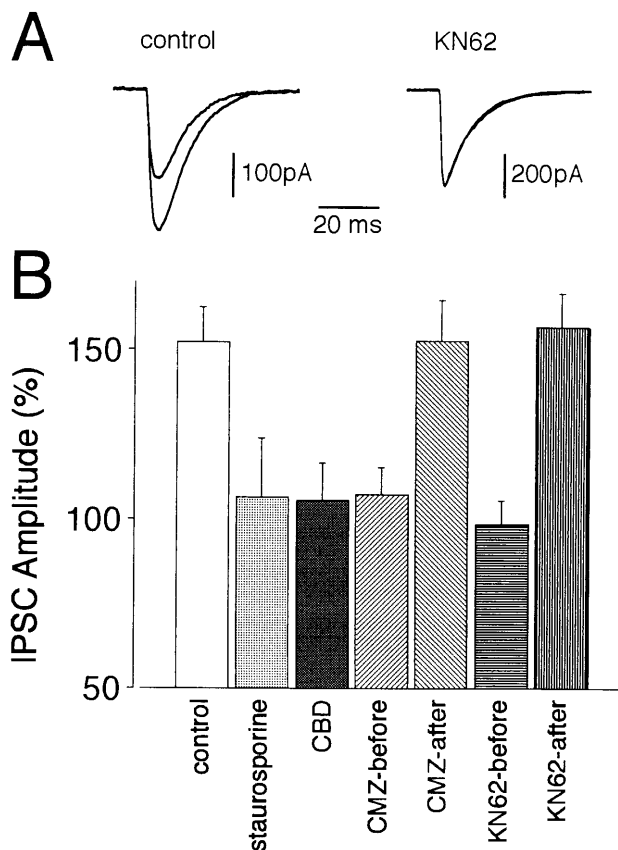 A
control
KN62
100pA
200pA
20 ms
B
IPSC Amplitude (%)
150
100
50
control
staurosporine
CBD
CMZ-before
CMZ-after
KN62-before
KN62-after